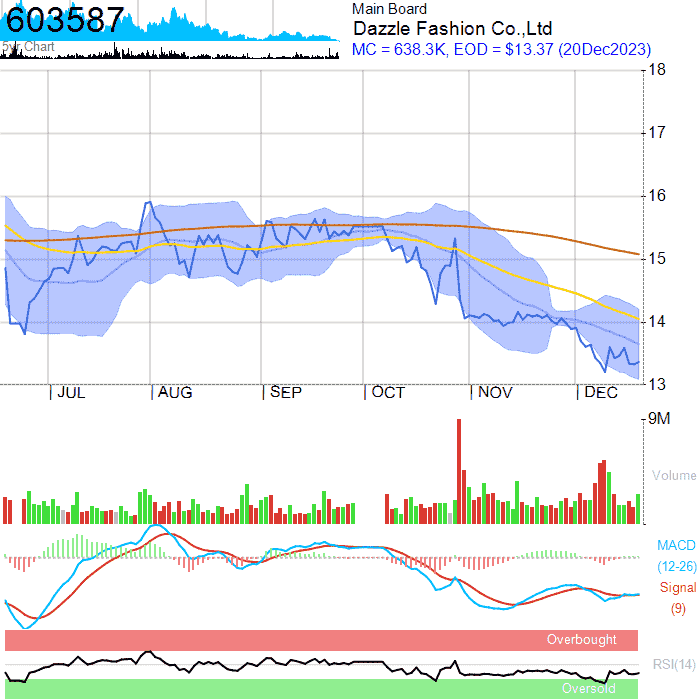 603587
5yr Chart
Main Board
Dazzle Fashion Co.,Ltd
MC = 638.3K, EOD = $13.37 (20Dec2023)
18
17
16
15
14
13
JUL AUG SEP OCT NOV DEC
9M
Volume
MACD
(12-26)
Signal
(9)
Overbought
RSI(14)
Oversold